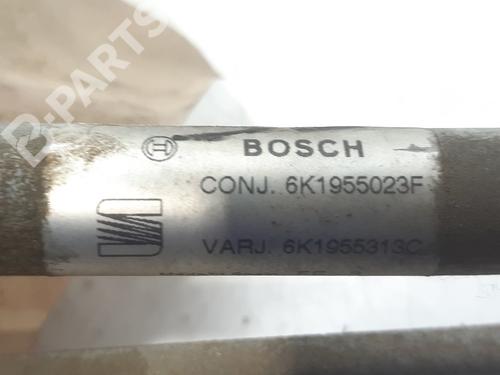 B-PARTS
BOSCH
CONJ. 6K1955023F
VARJ. 6K1955313C